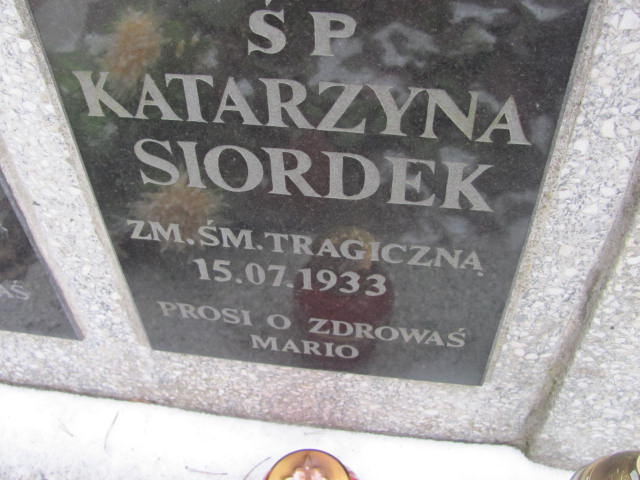 Ś P
KATARZYNA
SIORDEK
ZM. ŚM. TRAGICZNĄ
15.07.1933
PROSI O ZDROWAŚ
MARIO